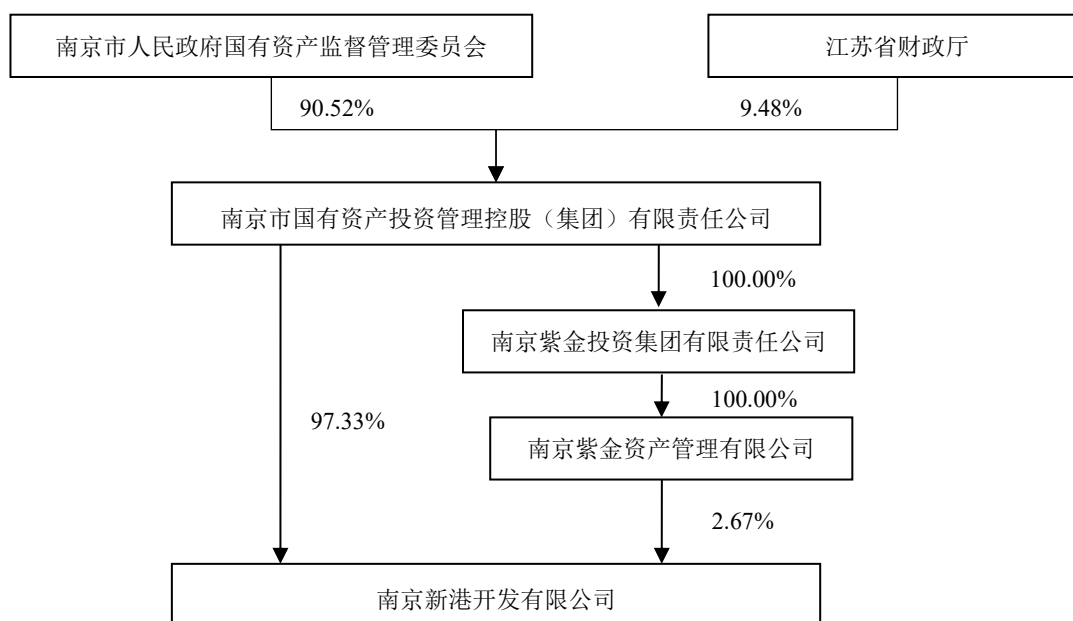 南京市人民政府国有资产监督管理委员会
江苏省财政厅
90.52%
9.48%
南京市国有资产投资管理控股（集团）有限责任公司
100.00%
南京紫金投资集团有限责任公司
100.00%
97.33%
南京紫金资产管理有限公司
2.67%
南京新港开发有限公司